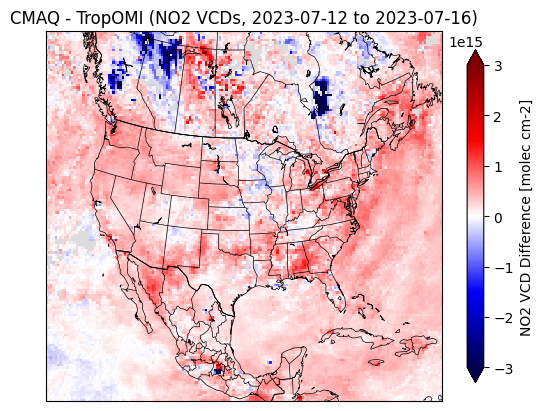 CMAQ - TropOMI (NO2 VCDs, 2023-07-12 to 2023-07-16)
1e15
3
2
1
0
−1
−2
−3
NO2 VCD Difference [molec cm-2]